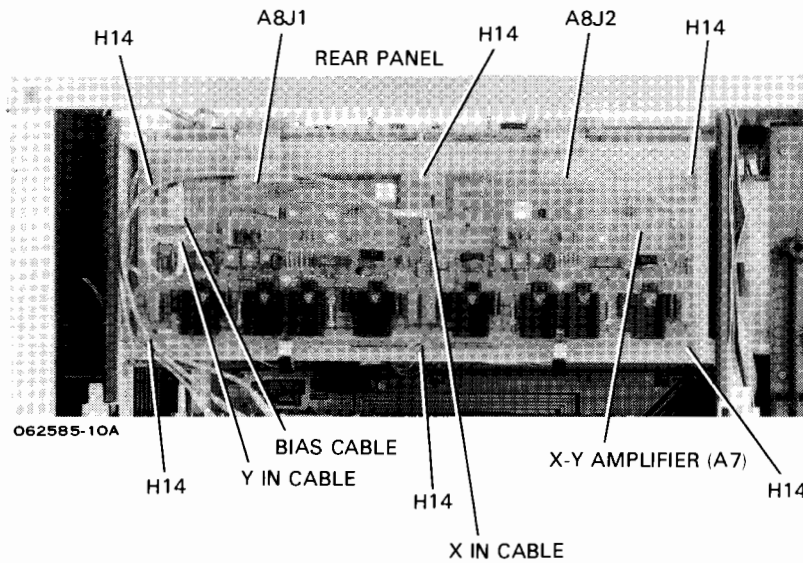 H14
A8J1
H14
A8J2
H14
REAR PANEL
062585-10A
BIAS CABLE
Y IN CABLE
X-Y AMPLIFIER (A7)
H14
H14
H14
X IN CABLE